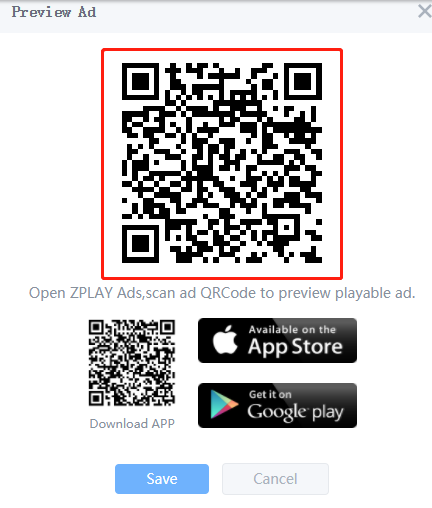 Preview Ad
Open ZPLAY Ads,scan ad QRCode to preview playable ad.
Available on the
App Store
Get it on
Google play
Download APP
Save
Cancel